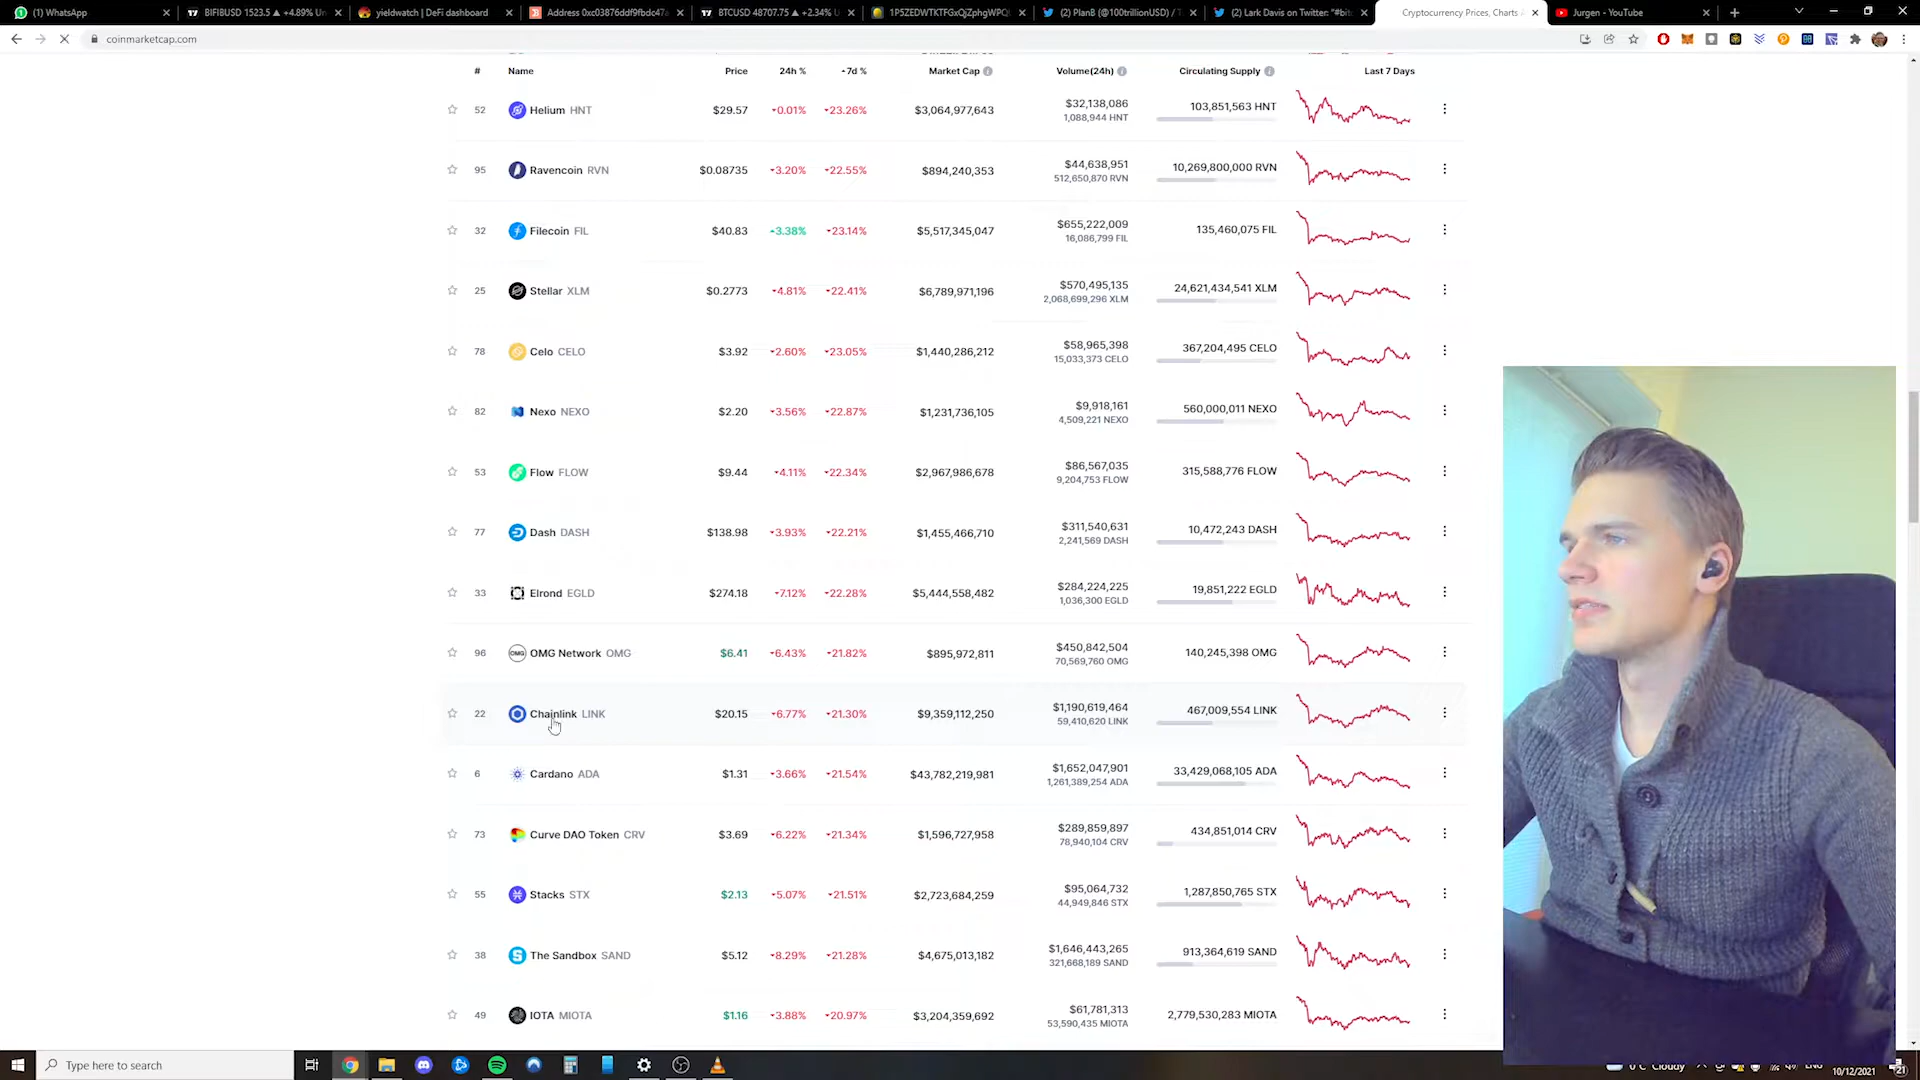 (1) WhatsApp
BIFIBUSD 1523.5 ▲ +4.89%
yieldwatch | DeFi dashboard
Address 0xc03876ddf9fbdc47
BTCUSD 48707.75 ▲ +2.34%
(2) PlanB (@100trillionUSD) /
(2) Lark Davis on Twitter: "#bit
Cryptocurrency Prices, Charts
Jurgen - YouTube
coinmarketcap.com
# Name Price 24h % 7d % Market Cap Volume(24h) Circulating Supply Last 7 Days
52 Helium HNT $29.57 0.01% 23.26% $3,064,977,643 $32,138,086 103,851,563 HNT
1,088,944 HNT
95 Ravencoin RVN $0.08735 3.20% 22.55% $894,240,353 $44,638,951 10,269,800,000 RVN
512,650,870 RVN
32 Filecoin FIL $40.83 3.38% 23.14% $5,517,345,047 $655,222,009 135,460,075 FIL
16,086,799 FIL
25 Stellar XLM $0.2773 4.81% 22.41% $6,789,971,196 $570,495,135 24,621,434,541 XLM
2,068,699,296 XLM
78 Celo CELO $3.92 2.60% 23.05% $1,440,286,212 $58,965,398 367,204,495 CELO
15,033,373 CELO
82 Nexo NEXO $2.20 3.56% 22.87% $1,231,736,105 $9,918,161 560,000,011 NEXO
4,509,221 NEXO
53 Flow FLOW $9.44 4.11% 22.34% $2,967,986,678 $86,567,035 315,588,776 FLOW
9,204,753 FLOW
77 Dash DASH $138.98 3.93% 22.21% $1,455,466,710 $311,540,631 10,472,243 DASH
2,241,569 DASH
33 Elrond EGLD $274.18 7.12% 22.28% $5,444,558,482 $284,224,225 19,851,222 EGLD
1,036,300 EGLD
96 OMG Network OMG $6.41 6.43% 21.82% $895,972,811 $450,842,504 140,245,398 OMG
70,569,760 OMG
22 Chainlink LINK $20.15 6.77% 21.30% $9,359,112,250 $1,190,619,464 467,009,554 LINK
59,410,620 LINK
6 Cardano ADA $1.31 3.66% 21.54% $43,782,219,981 $1,652,047,901 33,429,068,105 ADA
1,261,389,254 ADA
73 Curve DAO Token CRV $3.69 6.22% 21.34% $1,596,727,958 $289,859,897 434,851,014 CRV
78,940,104 CRV
55 Stacks STX $2.13 5.07% 21.51% $2,723,684,259 $95,064,732 1,287,850,765 STX
44,949,846 STX
38 The Sandbox SAND $5.12 8.29% 21.28% $4,675,013,182 $1,646,443,265 913,364,619 SAND
321,668,189 SAND
49 IOTA MIOTA $1.16 3.88% 20.97% $3,204,359,692 $61,781,313 2,779,530,283 MIOTA
53,590,435 MIOTA
Type here to search
0°C Cloudy
10/12/2021
21